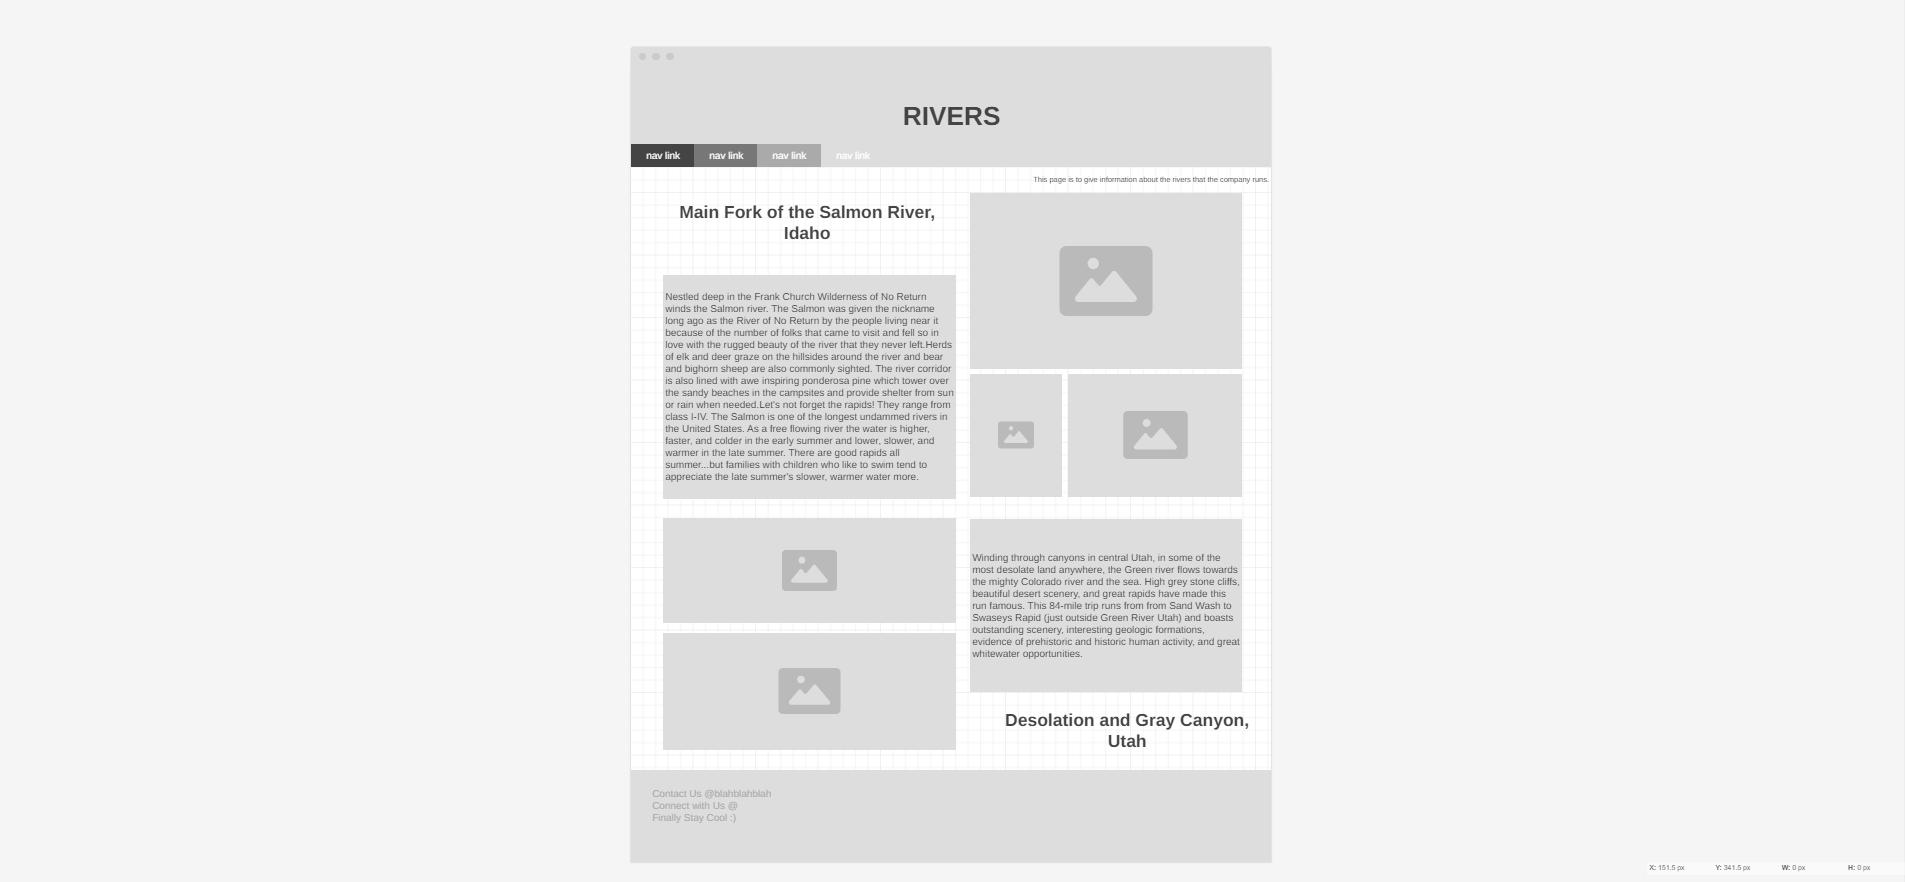 RIVERS
nav link nav link nav link nav link
This page is to give information about the rivers that the company runs.
Main Fork of the Salmon River,
Idaho
Nestled deep in the Frank Church Wilderness of No Return
winds the Salmon river. The Salmon was given the nickname
long ago as the River of No Return by the people living near it
because of the number of folks that came to visit and fell so in
love with the rugged beauty of the river that they never left.Herds
of elk and deer graze on the hillsides around the river and bear
and bighorn sheep are also commonly sighted. The river corridor
is also lined with awe inspiring ponderosa pine which tower over
the sandy beaches in the campsites and provide shelter from sun
or rain when needed.Let's not forget the rapids! They range from
class I-IV. The Salmon is one of the longest undammed rivers in
the United States. As a free flowing river the water is higher,
faster, and colder in the early summer and lower, slower, and
warmer in the late summer. There are good rapids all
summer...but families with children who like to swim tend to
appreciate the late summer's slower, warmer water more.
Winding through canyons in central Utah, in some of the
most desolate land anywhere, the Green river flows towards
the mighty Colorado river and the sea. High grey stone cliffs,
beautiful desert scenery, and great rapids have made this
run famous. This 84-mile trip runs from from Sand Wash to
Swaseys Rapid (just outside Green River Utah) and boasts
outstanding scenery, interesting geologic formations,
evidence of prehistoric and historic human activity, and great
whitewater opportunities.
Desolation and Gray Canyon,
Utah
Contact Us @blahblahblah
Connect with Us @
Finally Stay Cool :)
X: 151.5 px Y: 341.5 px W: 0 px H: 0 px